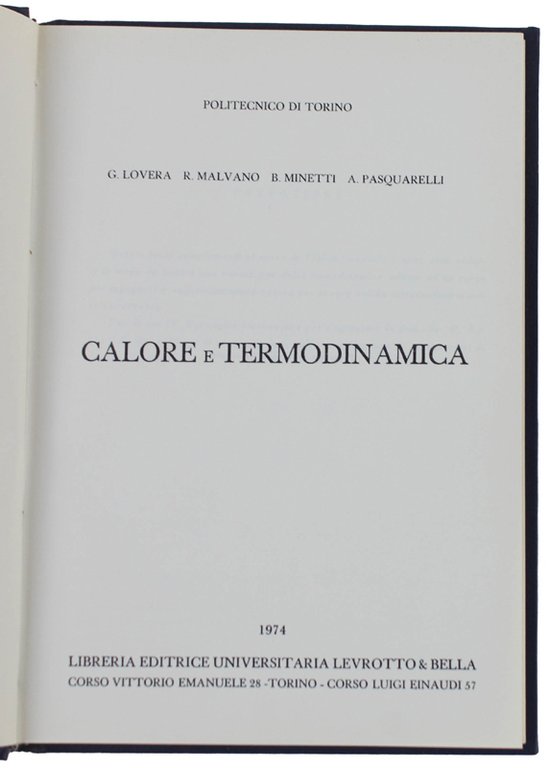 POLITECNICO DI TORINO
G. LOVERA R. MALVANO B. MINETTI A. PASQUARELLI
CALORE E TERMODINAMICA
1974
LIBRERIA EDITRICE UNIVERSITARIA LEVROTTO & BELLA
CORSO VITTORIO EMANUELE 28 - TORINO - CORSO LUIGI EINAUDI 57